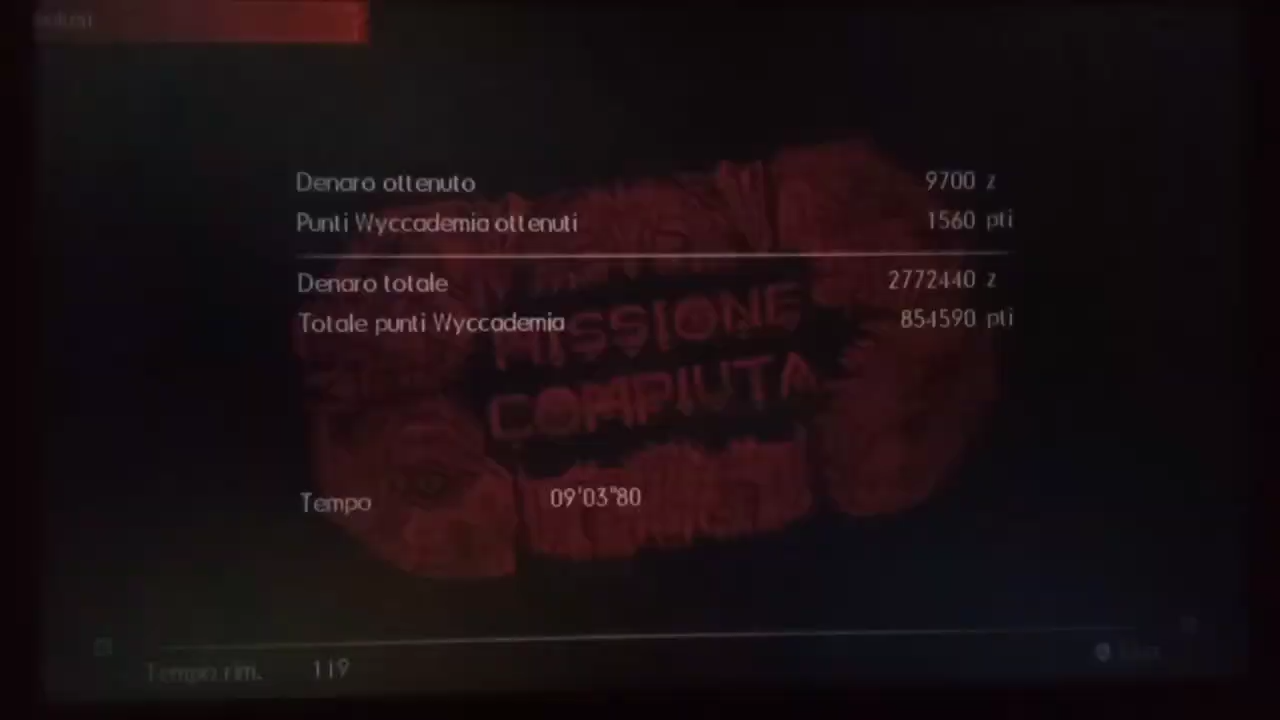 Denaro ottenuto 9700 z
Punti Wyccademia ottenuti 1560 pti
Denaro totale 2772440 z
Totale punti Wyccademia 854590 pti
MISSIONE
COMPIUTA
Tempo 09'03"80
Tempo rim. 119